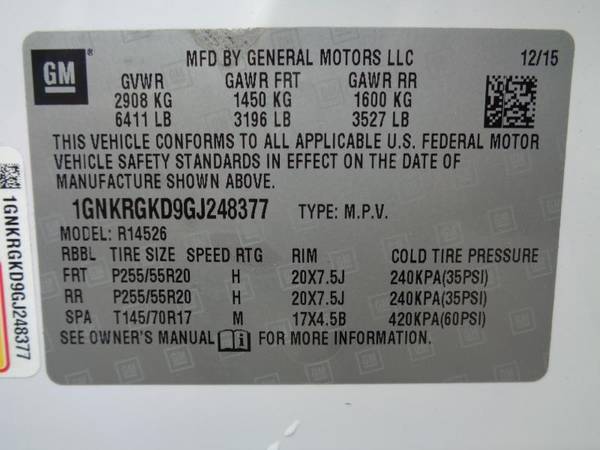 GM
MFD BY GENERAL MOTORS LLC 12/15
GVWR GAWR FRT GAWR RR
2908 KG 1450 KG 1600 KG
6411 LB 3196 LB 3527 LB
THIS VEHICLE CONFORMS TO ALL APPLICABLE U.S. FEDERAL MOTOR
VEHICLE SAFETY STANDARDS IN EFFECT ON THE DATE OF
MANUFACTURE SHOWN ABOVE.
1GNKRGKD9GJ248377 TYPE: M.P.V.
MODEL: R14526
RBBL TIRE SIZE SPEED RTG RIM COLD TIRE PRESSURE
FRT P255/55R20 H 20X7.5J 240KPA(35PSI)
RR P255/55R20 H 20X7.5J 240KPA(35PSI)
SPA T145/70R17 M 17X4.5B 420KPA(60PSI)
SEE OWNER'S MANUAL FOR MORE INFORMATION.
1GNKRGKD9GJ248377